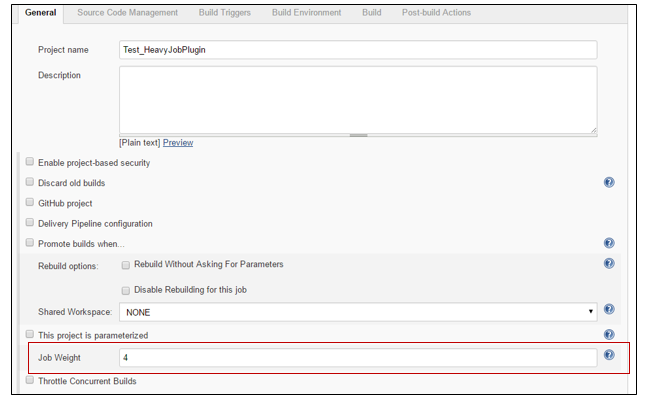 General Source Code Management Build Triggers Build Environment Build Post-build Actions
Project name Test_HeavyJobPlugin
Description
[Plain text] Preview
Enable project-based security
Discard old builds
GitHub project
Delivery Pipeline configuration
Promote builds when...
Rebuild options: Rebuild Without Asking For Parameters
Disable Rebuilding for this job
Shared Workspace: NONE
This project is parameterized
Job Weight 4
Throttle Concurrent Builds